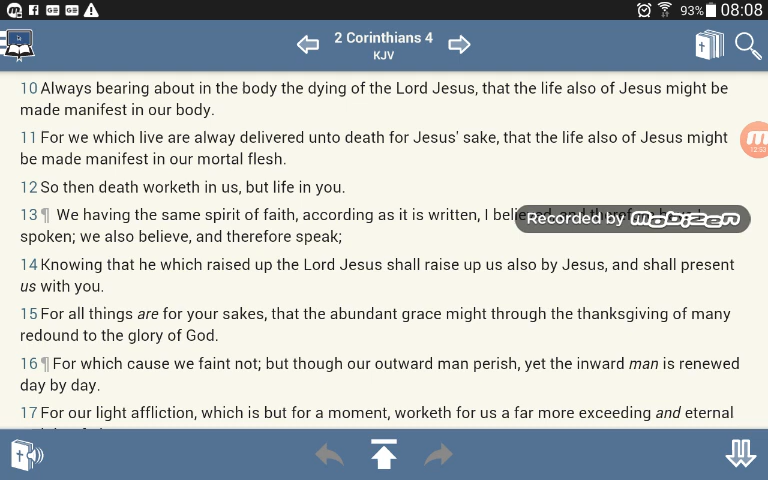 93% 08:08
2 Corinthians 4
KJV
10 Always bearing about in the body the dying of the Lord Jesus, that the life also of Jesus might be
made manifest in our body.
11 For we which live are alway delivered unto death for Jesus' sake, that the life also of Jesus might
be made manifest in our mortal flesh.
12 So then death worketh in us, but life in you.
13 ¶ We having the same spirit of faith, according as it is written, I believed, and therefore have I
Recorded by MOBIZEN
12:53
spoken; we also believe, and therefore speak;
14 Knowing that he which raised up the Lord Jesus shall raise up us also by Jesus, and shall present
us with you.
15 For all things are for your sakes, that the abundant grace might through the thanksgiving of many
redound to the glory of God.
16 ¶ For which cause we faint not; but though our outward man perish, yet the inward man is renewed
day by day.
17 For our light affliction, which is but for a moment, worketh for us a far more exceeding and eternal